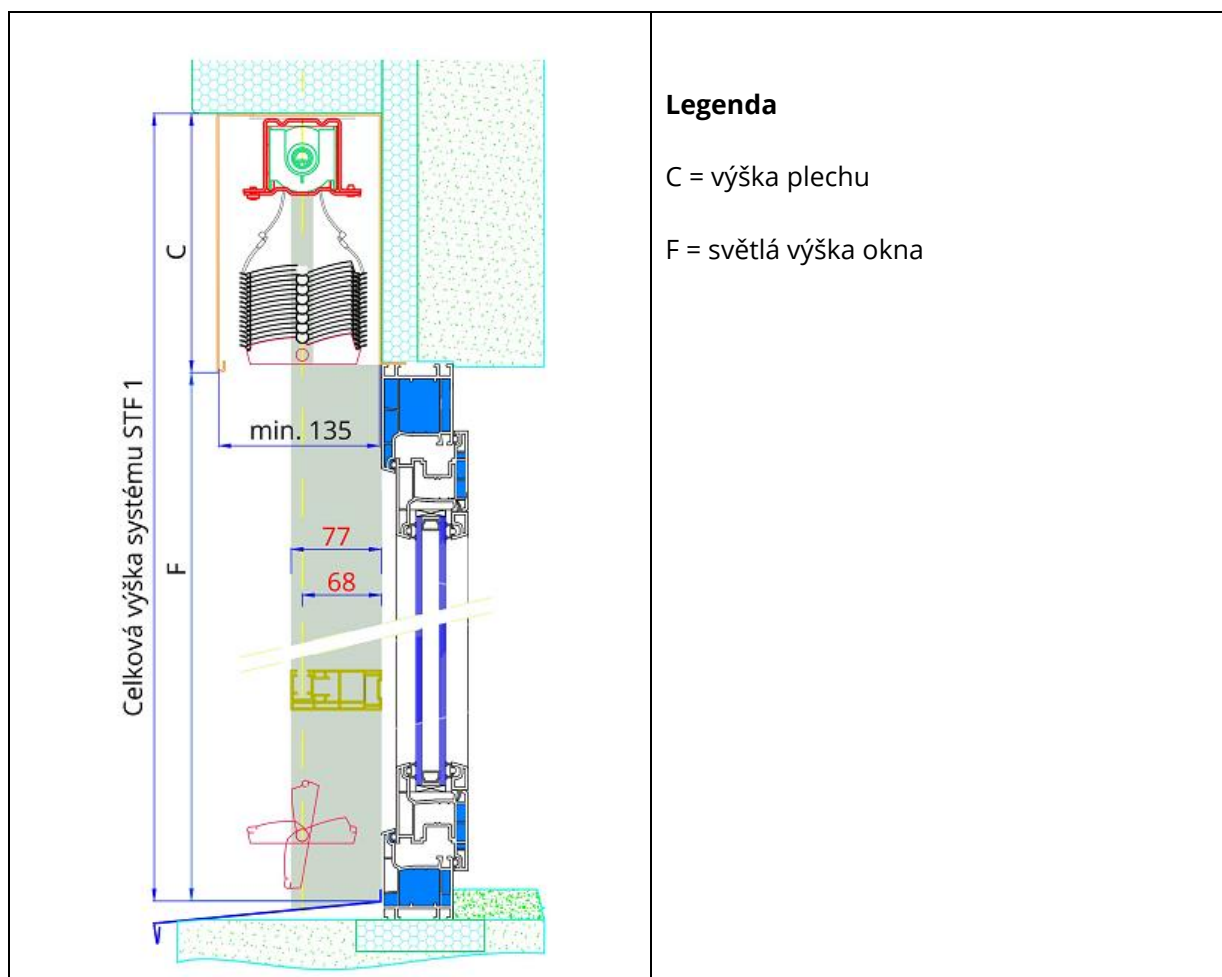 Celková výška systému STF 1
C
F
min. 135
77
68
Legenda
C = výška plechu
F = světlá výška okna